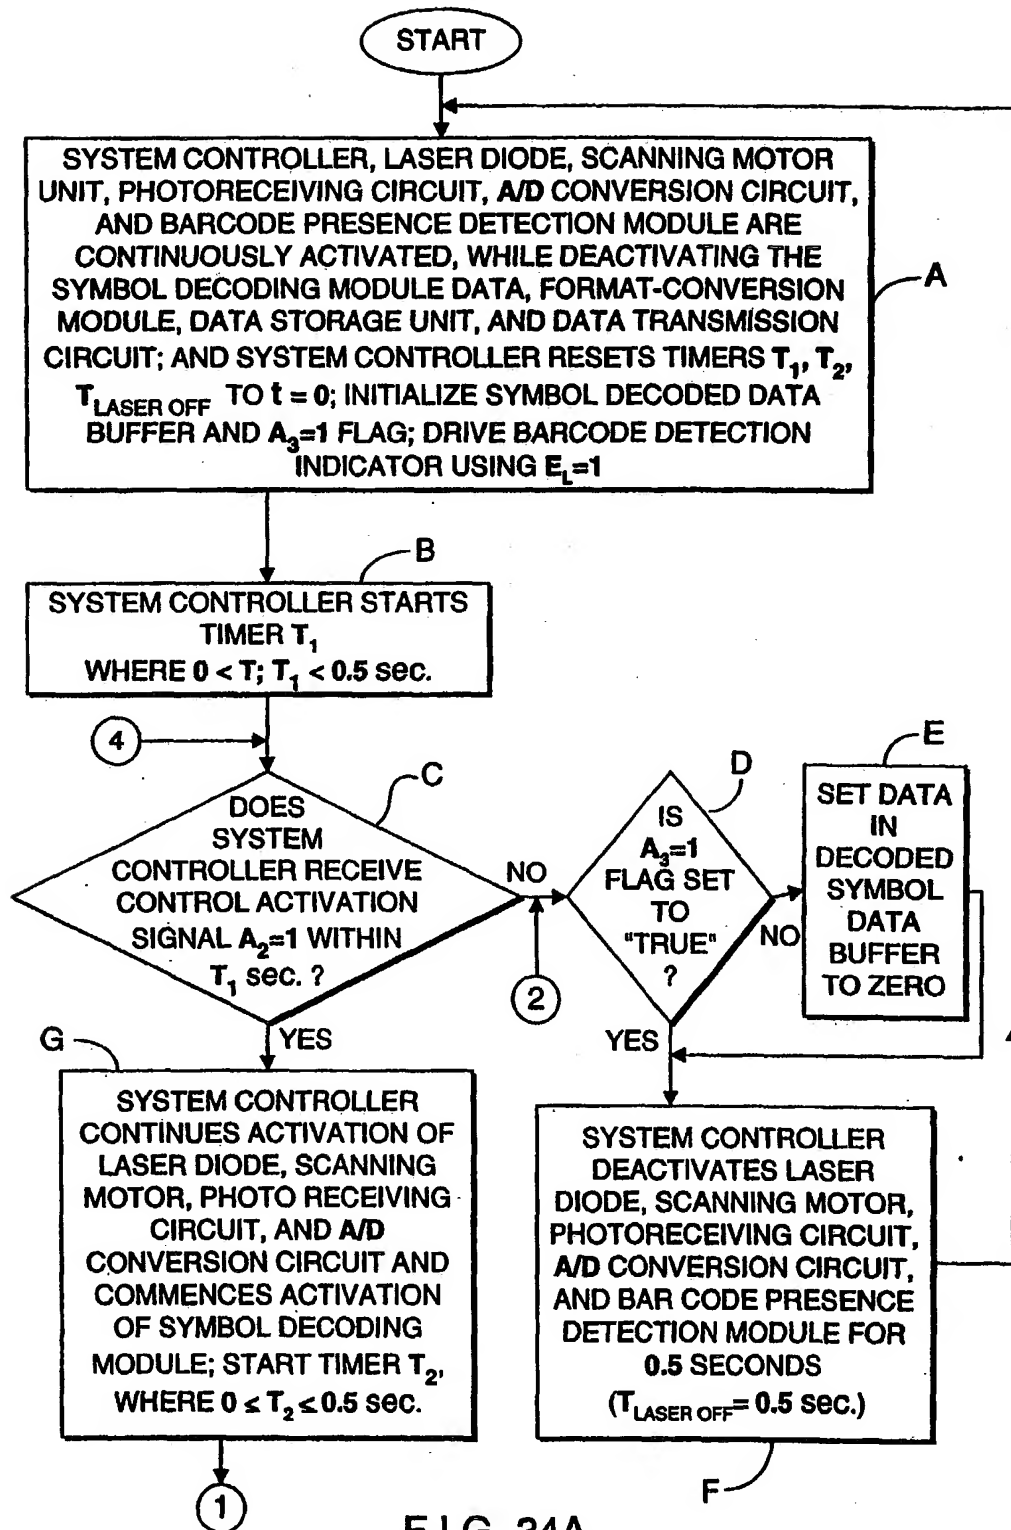 START
SYSTEM CONTROLLER, LASER DIODE, SCANNING MOTOR
UNIT, PHOTORECEIVING CIRCUIT, A/D CONVERSION CIRCUIT,
AND BARCODE PRESENCE DETECTION MODULE ARE
CONTINUOUSLY ACTIVATED, WHILE DEACTIVATING THE
SYMBOL DECODING MODULE DATA, FORMAT-CONVERSION
MODULE, DATA STORAGE UNIT, AND DATA TRANSMISSION
CIRCUIT; AND SYSTEM CONTROLLER RESETS TIMERS T1, T2,
TLASER OFF TO t = 0; INITIALIZE SYMBOL DECODED DATA
BUFFER AND A3=1 FLAG; DRIVE BARCODE DETECTION
INDICATOR USING EL=1
A
B
SYSTEM CONTROLLER STARTS
TIMER T1
WHERE 0 < T; T1 < 0.5 sec.
4
C
DOES
SYSTEM
CONTROLLER RECEIVE
CONTROL ACTIVATION
SIGNAL A2=1 WITHIN
T1 sec. ?
NO
2
D
IS
A3=1
FLAG SET
TO
"TRUE"
?
NO
E
SET DATA
IN
DECODED
SYMBOL
DATA
BUFFER
TO ZERO
YES
YES
G
SYSTEM CONTROLLER
CONTINUES ACTIVATION OF
LASER DIODE, SCANNING
MOTOR, PHOTO RECEIVING
CIRCUIT, AND A/D
CONVERSION CIRCUIT AND
COMMENCES ACTIVATION
OF SYMBOL DECODING
MODULE; START TIMER T2,
WHERE 0 ≤ T2 ≤ 0.5 sec.
1
SYSTEM CONTROLLER
DEACTIVATES LASER
DIODE, SCANNING MOTOR,
PHOTORECEIVING CIRCUIT,
A/D CONVERSION CIRCUIT,
AND BAR CODE PRESENCE
DETECTION MODULE FOR
0.5 SECONDS
(TLASER OFF= 0.5 sec.)
F
FIG. 24A